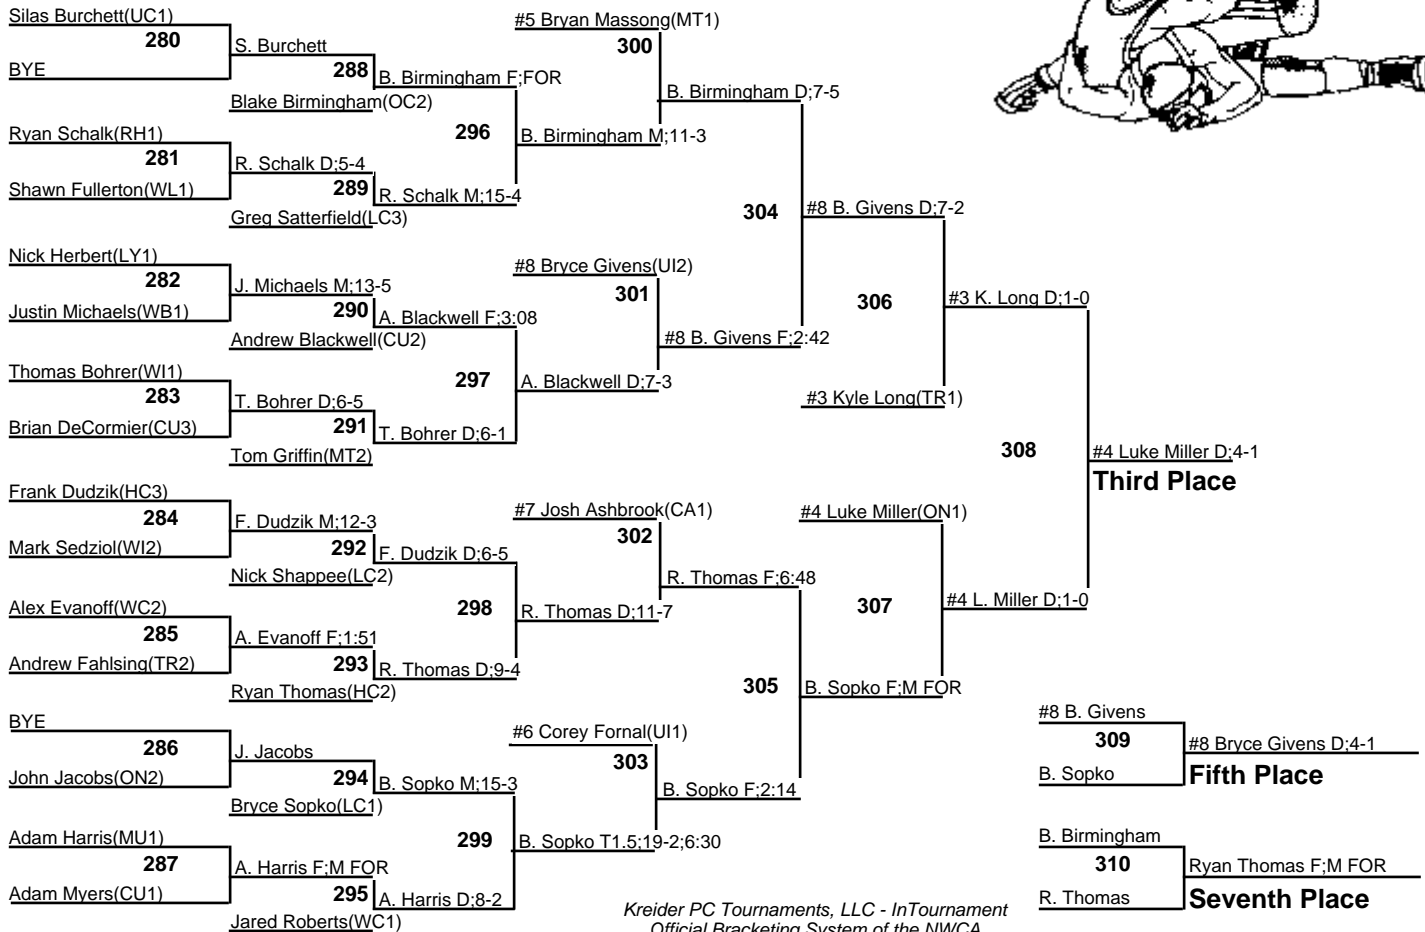 Silas Burchett(UC1)
280
BYE
S. Burchett
288
Blake Birmingham(OC2)
B. Birmingham F;FOR
Ryan Schalk(RH1)
281
Shawn Fullerton(WL1)
R. Schalk D;5-4
289
Greg Satterfield(LC3)
R. Schalk M;15-4
296
B. Birmingham M;11-3
#5 Bryan Massong(MT1)
300
B. Birmingham D;7-5
Nick Herbert(LY1)
282
Justin Michaels(WB1)
J. Michaels M;13-5
290
Andrew Blackwell(CU2)
A. Blackwell F;3:08
Thomas Bohrer(WI1)
283
Brian DeCormier(CU3)
T. Bohrer D;6-5
291
Tom Griffin(MT2)
T. Bohrer D;6-1
297
A. Blackwell D;7-3
#8 Bryce Givens(UI2)
301
#8 B. Givens F;2:42
304
#8 B. Givens D;7-2
306
#3 Kyle Long(TR1)
#3 K. Long D;1-0
Frank Dudzik(HC3)
284
Mark Sedziol(WI2)
F. Dudzik M;12-3
292
Nick Shappee(LC2)
F. Dudzik D;6-5
Alex Evanoff(WC2)
285
Andrew Fahlsing(TR2)
A. Evanoff F;1:51
293
Ryan Thomas(HC2)
R. Thomas D;9-4
298
R. Thomas D;11-7
#7 Josh Ashbrook(CA1)
302
R. Thomas F;6:48
BYE
286
John Jacobs(ON2)
J. Jacobs
294
Bryce Sopko(LC1)
B. Sopko M;15-3
Adam Harris(MU1)
287
Adam Myers(CU1)
A. Harris F;M FOR
295
Jared Roberts(WC1)
A. Harris D;8-2
299
B. Sopko T1.5;19-2;6:30
#6 Corey Fornal(UI1)
303
B. Sopko F;2:14
305
B. Sopko F;M FOR
#4 Luke Miller(ON1)
307
#4 L. Miller D;1-0
308
#4 Luke Miller D;4-1
Third Place
#8 B. Givens
309
B. Sopko
#8 Bryce Givens D;4-1
Fifth Place
B. Birmingham
310
R. Thomas
Ryan Thomas F;M FOR
Seventh Place
Kreider PC Tournaments, LLC - InTournament
Official Bracketing System of the NWCA